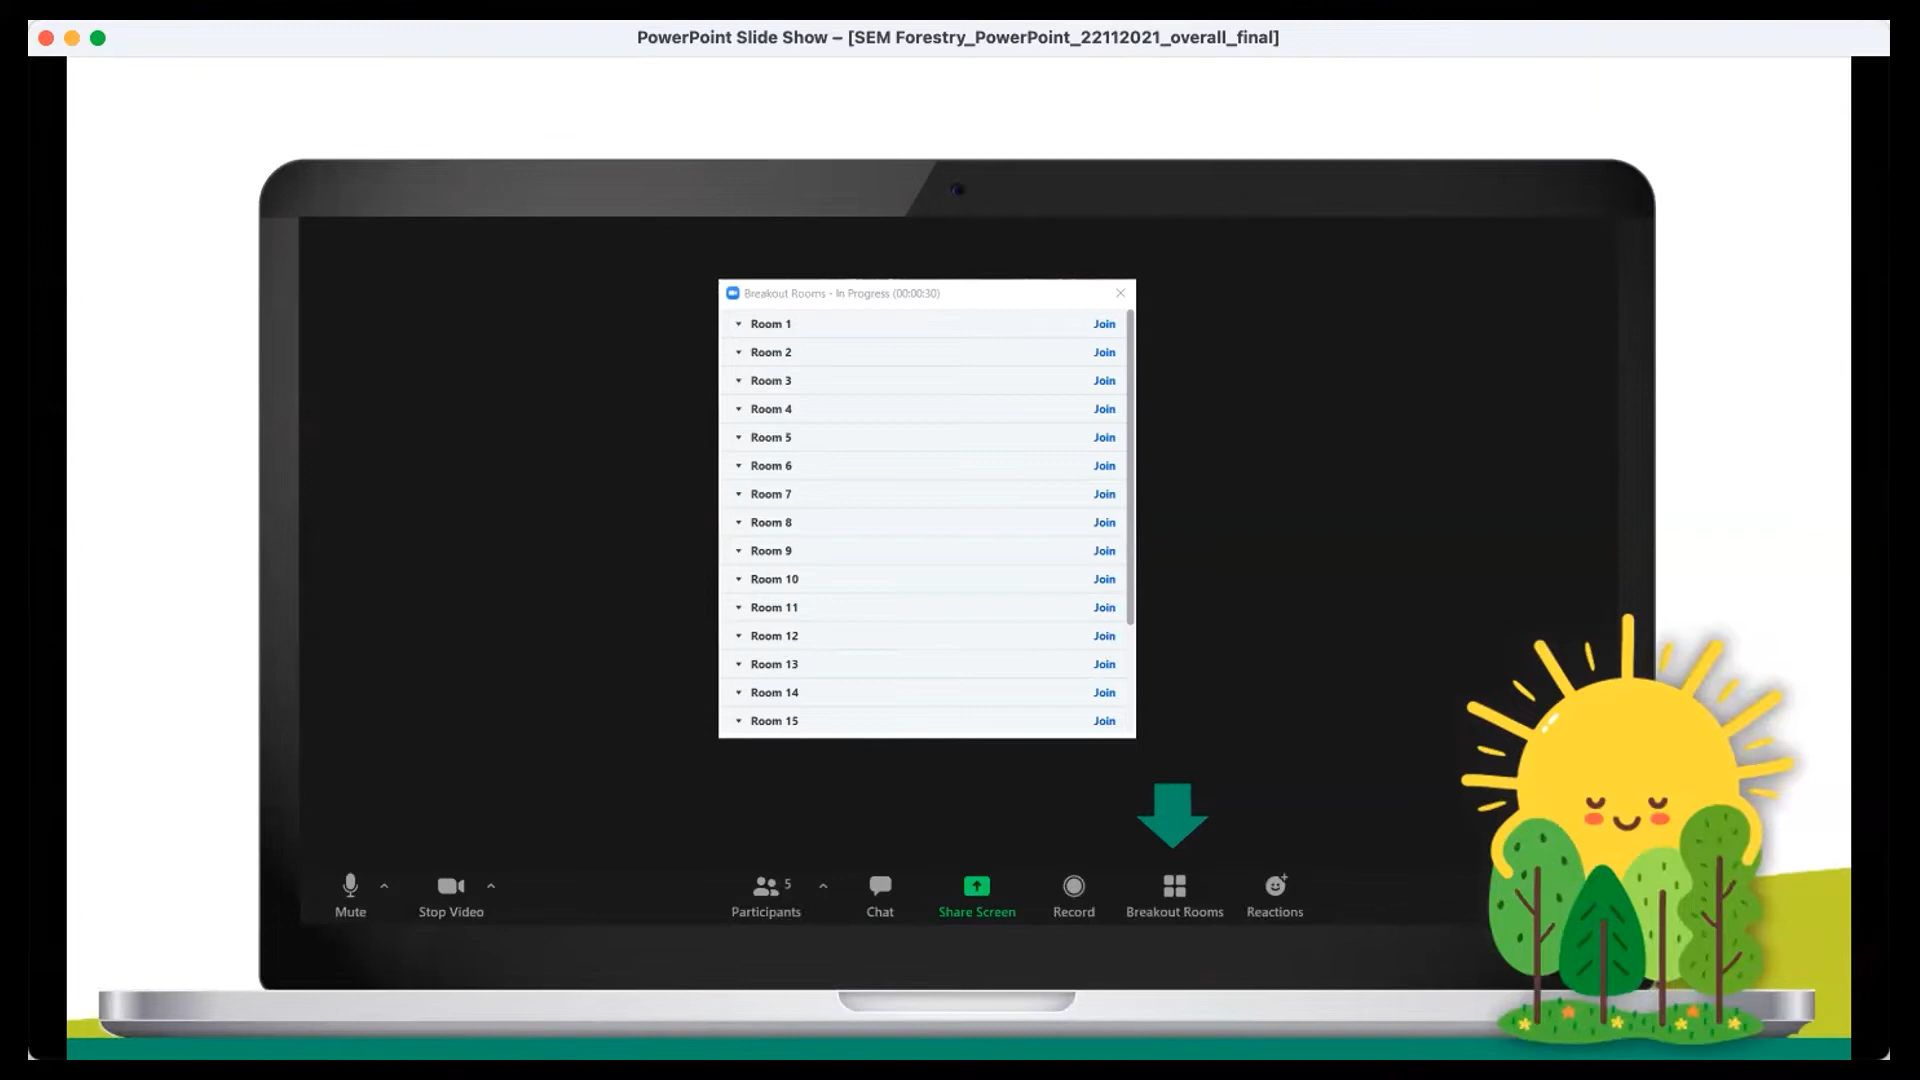 PowerPoint Slide Show – [SEM Forestry_PowerPoint_22112021_overall_final]
Breakout Rooms - In Progress (00:00:30)
Room 1 Join
Room 2 Join
Room 3 Join
Room 4 Join
Room 5 Join
Room 6 Join
Room 7 Join
Room 8 Join
Room 9 Join
Room 10 Join
Room 11 Join
Room 12 Join
Room 13 Join
Room 14 Join
Room 15 Join
5
Mute Stop Video Participants Chat Share Screen Record Breakout Rooms Reactions